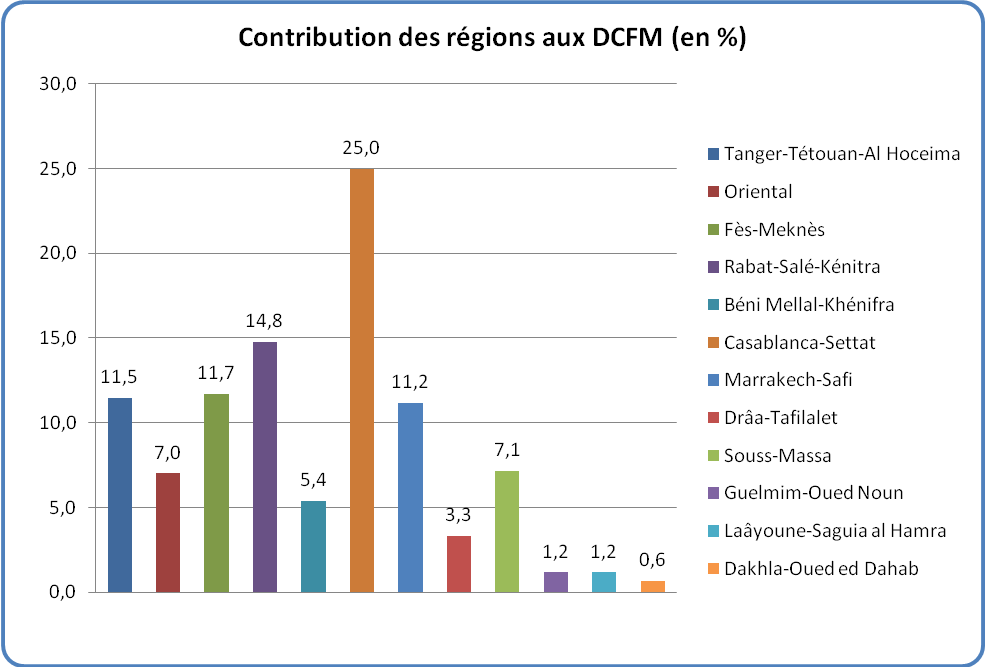 Contribution des régions aux DCFM (en %)
30,0
25,0
20,0
15,0
10,0
5,0
0,0
11,5
7,0
11,7
14,8
5,4
25,0
11,2
3,3
7,1
1,2
1,2
0,6
Tanger-Tétouan-Al Hoceima
Oriental
Fès-Meknès
Rabat-Salé-Kénitra
Béni Mellal-Khénifra
Casablanca-Settat
Marrakech-Safi
Drâa-Tafilalet
Souss-Massa
Guelmim-Oued Noun
Laâyoune-Saguia al Hamra
Dakhla-Oued ed Dahab